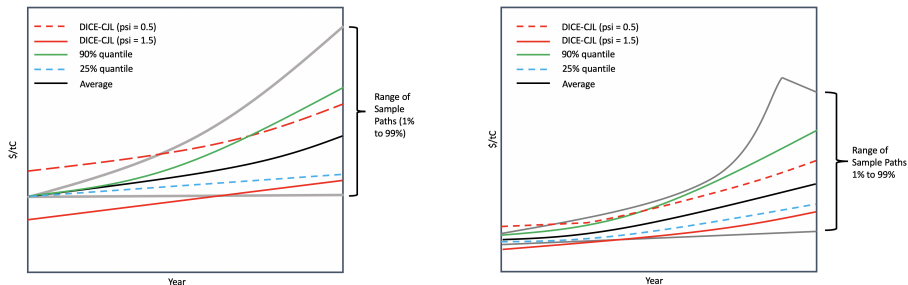 DICE-CJL (psi = 0.5)
DICE-CJL (psi = 1.5)
90% quantile
25% quantile
Average
$/tC
Year
Range of
Sample
Paths (1%
to 99%)
DICE-CJL (psi = 0.5)
DICE-CJL (psi = 1.5)
90% quantile
25% quantile
Average
$/tC
Year
Range of
Sample Paths
1% to 99%